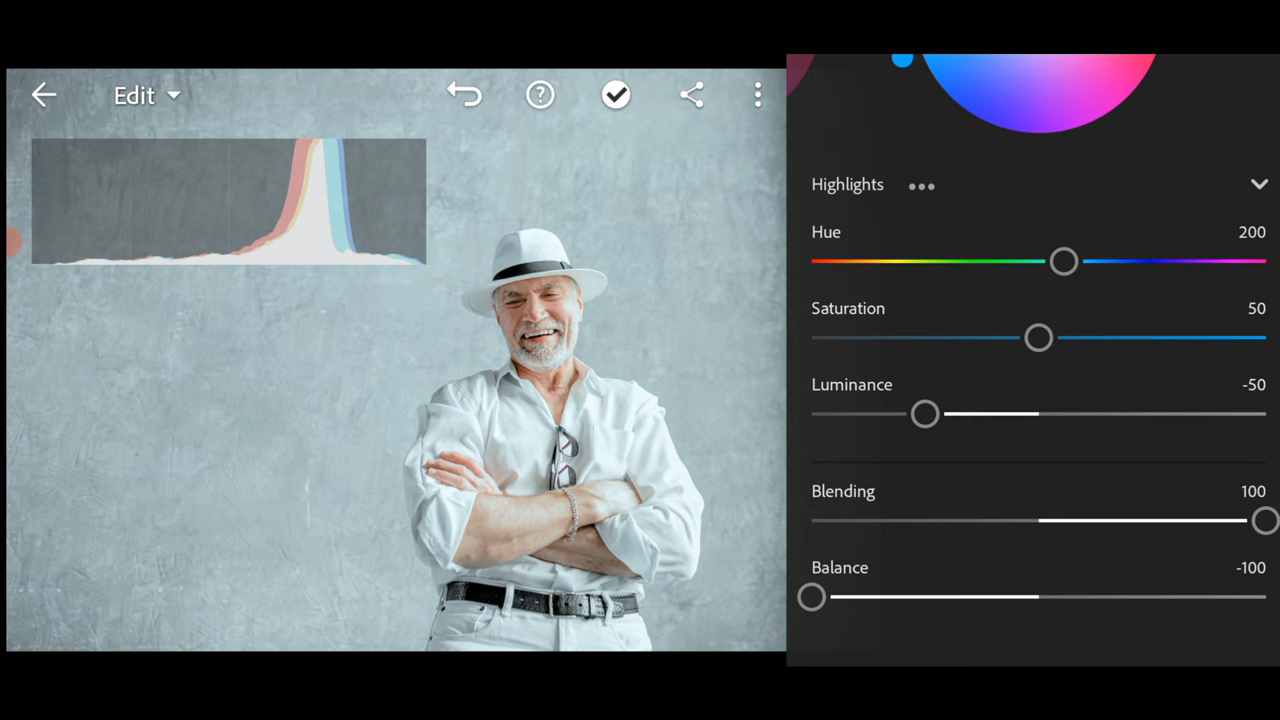 Edit
Highlights
Hue 200
Saturation 50
Luminance -50
Blending 100
Balance -100